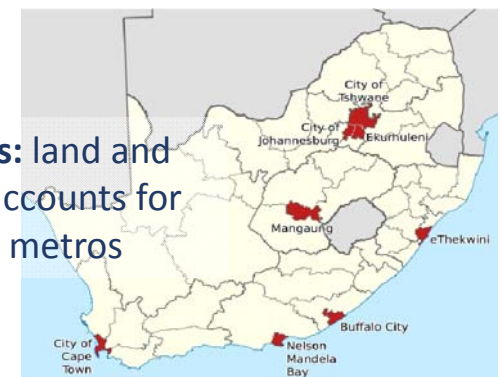 City of
Tshwane
City of
Johannesburg
Ekurhuleni
s: land and
ccounts for
metros
Mangaung
eThekwini
Buffalo City
Nelson
Mandela
Bay
City of
Cape
Town